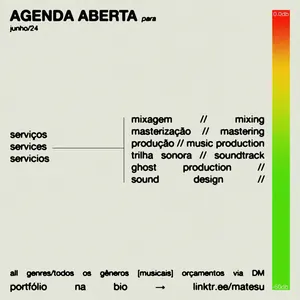 AGENDA ABERTA para
junho/24
0.0db
mixagem // mixing
masterização // mastering
produção // music production
trilha sonora // soundtrack
ghost production //
sound design //
serviços
services
servicios
all genres/todos os gêneros [musicais] orçamentos via DM
portfólio na bio → linktr.ee/matesu